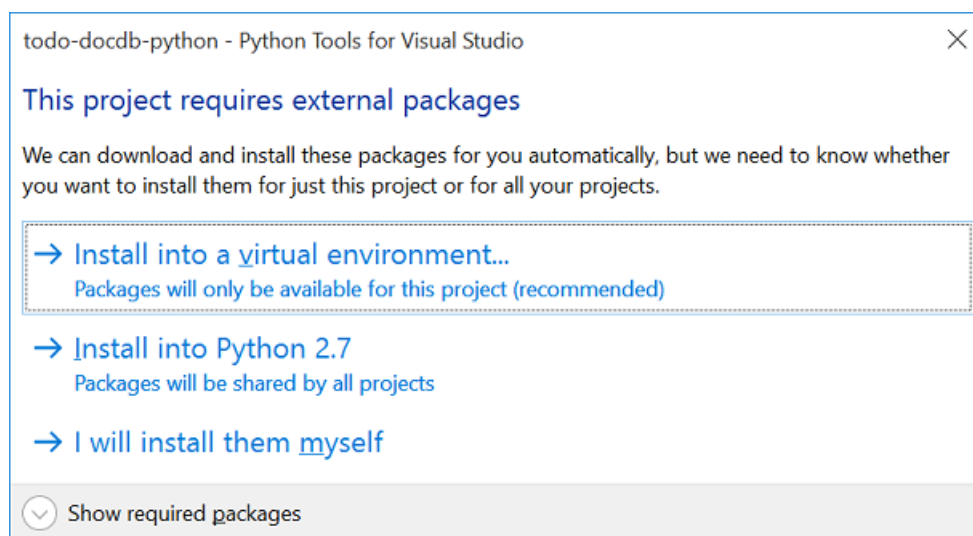 todo-docdb-python - Python Tools for Visual Studio
This project requires external packages
We can download and install these packages for you automatically, but we need to know whether
you want to install them for just this project or for all your projects.
Install into a virtual environment...
Packages will only be available for this project (recommended)
Install into Python 2.7
Packages will be shared by all projects
I will install them myself
Show required packages